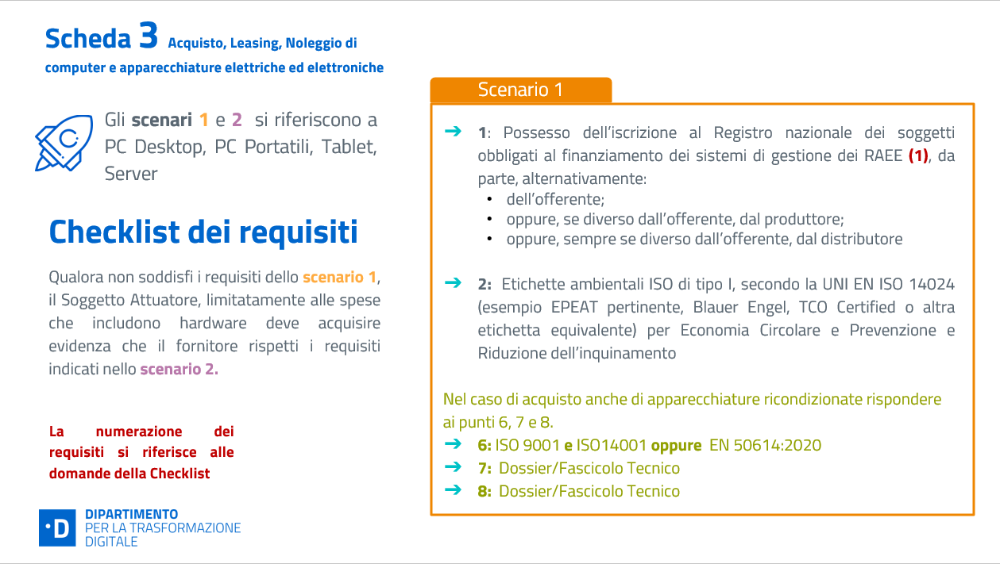 Scheda 3 Acquisto, Leasing, Noleggio di
computer e apparecchiature elettriche ed elettroniche
Gli scenari 1 e 2 si riferiscono a
PC Desktop, PC Portatili, Tablet,
Server
Checklist dei requisiti
Qualora non soddisfi i requisiti dello scenario 1,
il Soggetto Attuatore, limitatamente alle spese
che includono hardware deve acquisire
evidenza che il fornitore rispetti i requisiti
indicati nello scenario 2.
La numerazione dei
requisiti si riferisce alle
domande della Checklist
D
DIPARTIMENTO
PER LA TRASFORMAZIONE
DIGITALE
Scenario 1
➔ 1: Possesso dell'iscrizione al Registro nazionale dei soggetti
obbligati al finanziamento dei sistemi di gestione dei RAEE (1), da
parte, alternativamente:
• dell'offerente;
• oppure, se diverso dall'offerente, dal produttore;
• oppure, sempre se diverso dall'offerente, dal distributore
➔ 2: Etichette ambientali ISO di tipo I, secondo la UNI EN ISO 14024
(esempio EPEAT pertinente, Blauer Engel, TCO Certified o altra
etichetta equivalente) per Economia Circolare e Prevenzione e
Riduzione dell'inquinamento
Nel caso di acquisto anche di apparecchiature ricondizionate rispondere
ai punti 6, 7 e 8.
➔ 6: ISO 9001 e ISO14001 oppure EN 50614:2020
➔ 7: Dossier/Fascicolo Tecnico
➔ 8: Dossier/Fascicolo Tecnico